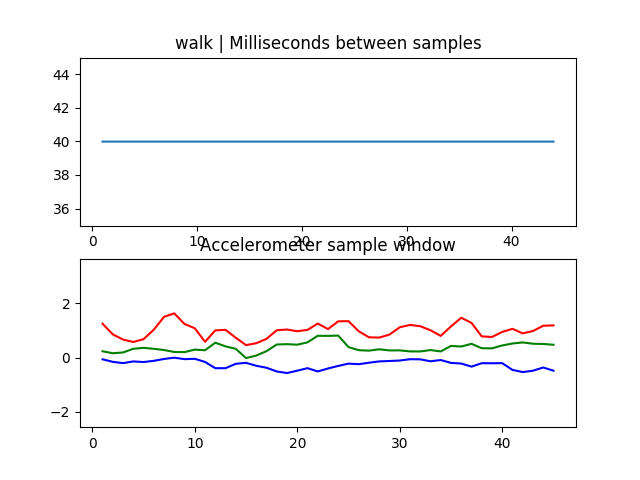 walk | Milliseconds between samples
44
42
40
38
36
0 10 20 30 40
Accelerometer sample window
2
0
−2
0 10 20 30 40